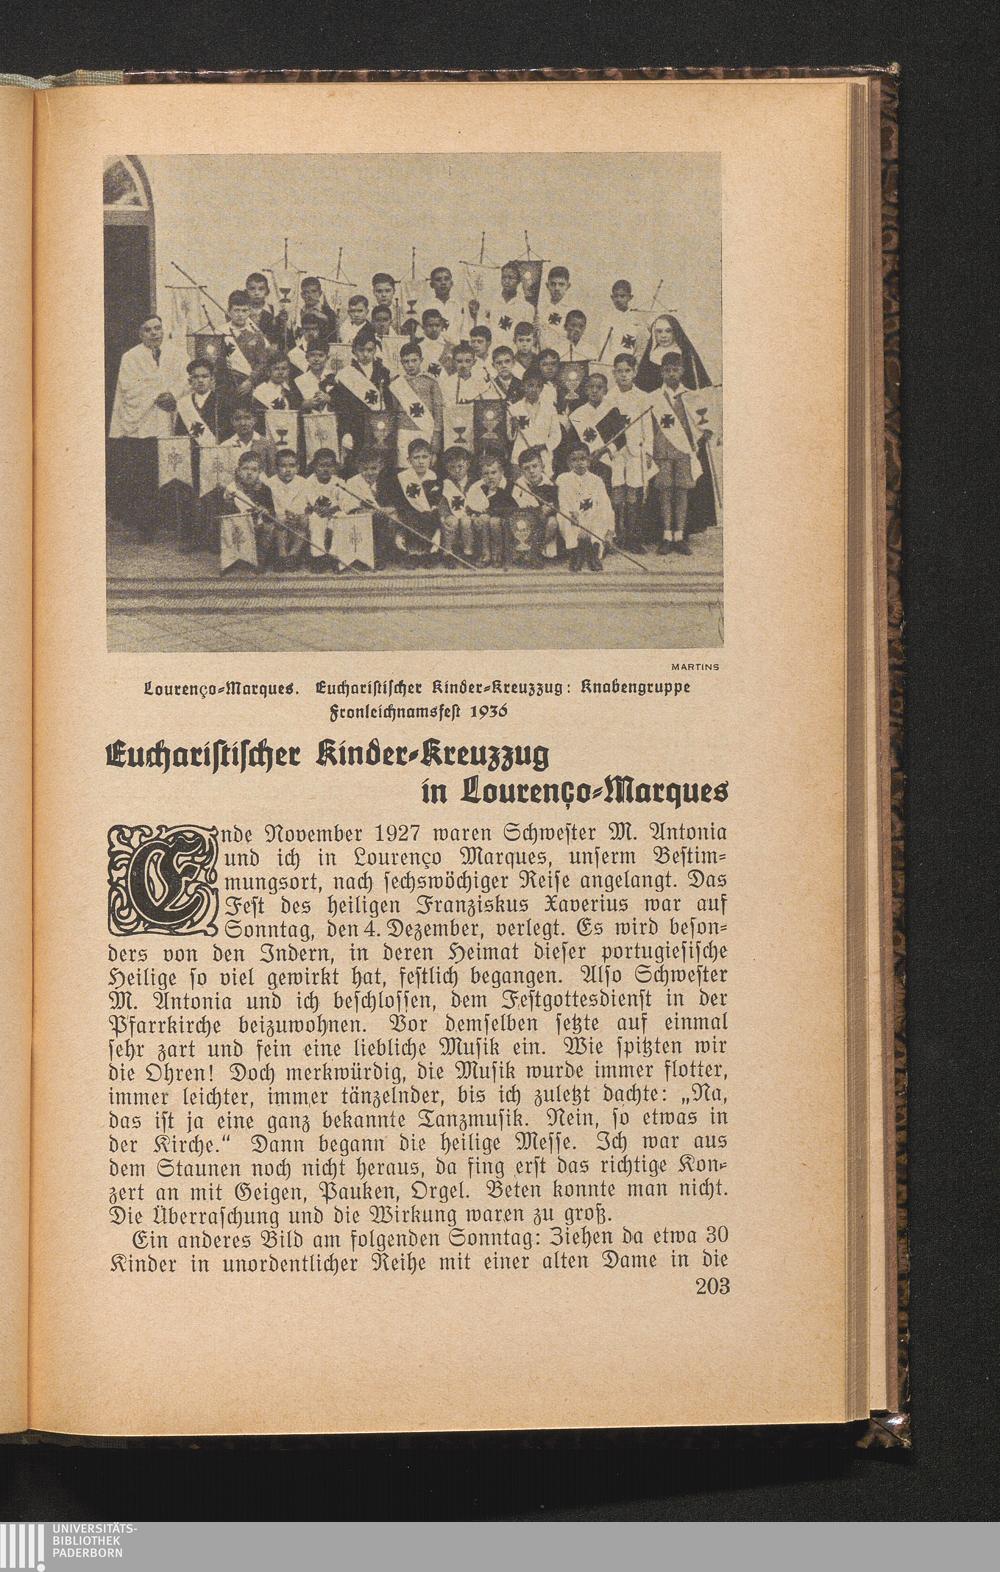 MARTINS
Lourenço-Marques. Eucharistischer Kinder-Kreuzzug: Knabengruppe
Fronleichnamsfest 1936
Eucharistischer Kinder-Kreuzzug
in Lourenço-Marques
Ende November 1927 waren Schwester M. Antonia
und ich in Lourenço Marques, unserm Bestim-
mungsort, nach sechswöchiger Reise angelangt. Das
Fest des heiligen Franziskus Xaverius war auf
Sonntag, den 4. Dezember, verlegt. Es wird beson-
ders von den Indern, in deren Heimat dieser portugiesische
Heilige so viel gewirkt hat, festlich begangen. Also Schwester
M. Antonia und ich beschlossen, dem Festgottesdienst in der
Pfarrkirche beizuwohnen. Vor demselben setzte auf einmal
sehr zart und fein eine liebliche Musik ein. Wie spitzten wir
die Ohren! Doch merkwürdig, die Musik wurde immer flotter,
immer leichter, immer tänzelnder, bis ich zuletzt dachte: „Na,
das ist ja eine ganz bekannte Tanzmusik. Nein, so etwas in
der Kirche.“ Dann begann die heilige Messe. Ich war aus
dem Staunen noch nicht heraus, da fing erst das richtige Kon-
zert an mit Geigen, Pauken, Orgel. Beten konnte man nicht.
Die Überraschung und die Wirkung waren zu groß.
Ein anderes Bild am folgenden Sonntag: Ziehen da etwa 30
Kinder in unordentlicher Reihe mit einer alten Dame in die
203
UNIVERSITÄTS-
BIBLIOTHEK
PADERBORN